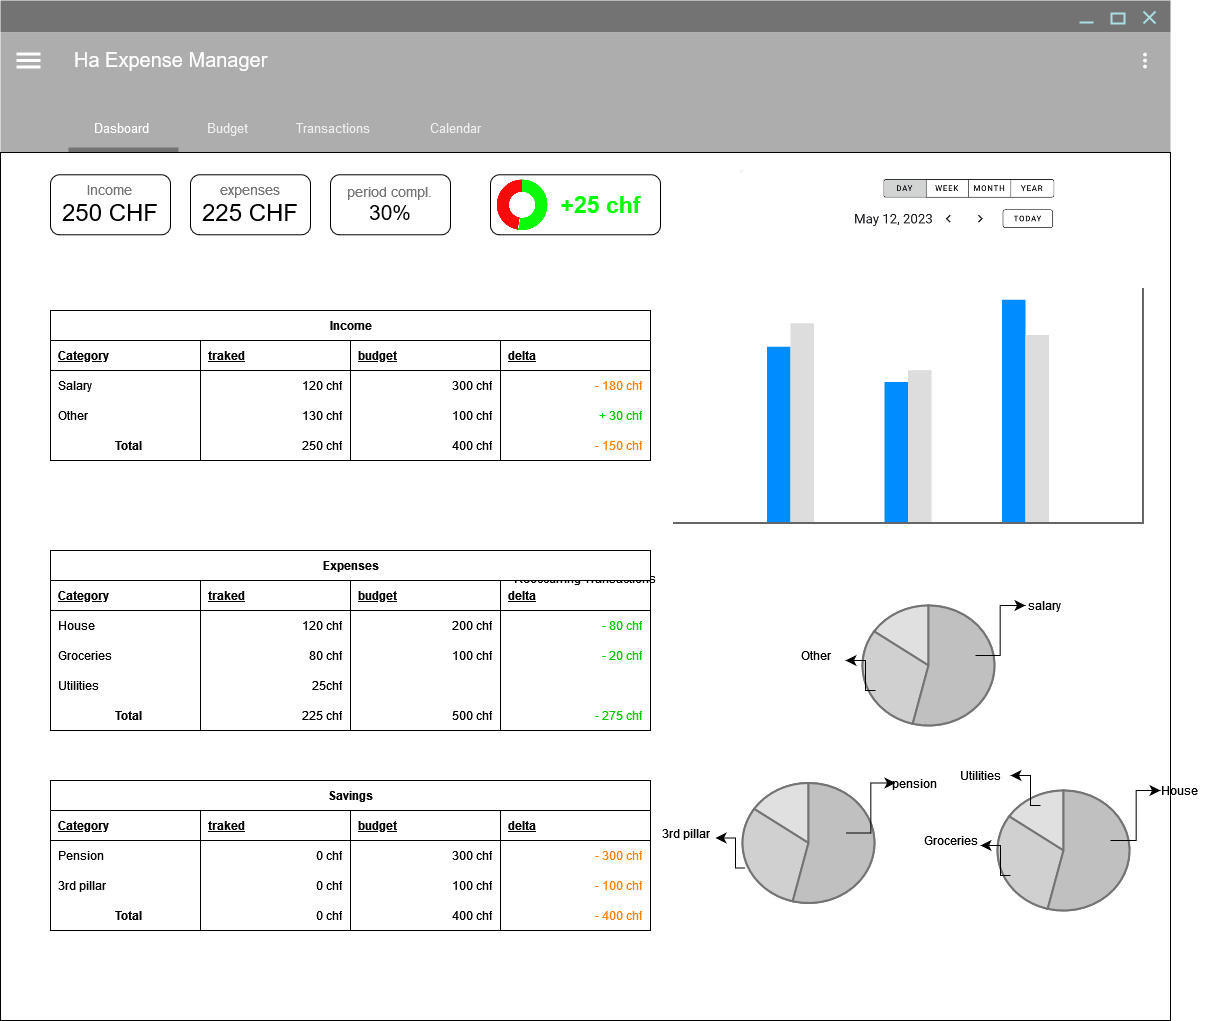 Ha Expense Manager
Dasboard Budget Transactions Calendar
Income
250 CHF
expenses
225 CHF
period compl.
30%
+25 chf
DAY WEEK MONTH YEAR
May 12, 2023 < > TODAY
Income
Category traked budget delta
Salary 120 chf 300 chf - 180 chf
Other 130 chf 100 chf + 30 chf
Total 250 chf 400 chf - 150 chf
Expenses
Transactions
Category traked budget delta
House 120 chf 200 chf - 80 chf
Groceries 80 chf 100 chf - 20 chf
Utilities 25chf
Total 225 chf 500 chf - 275 chf
Savings
Category traked budget delta
Pension 0 chf 300 chf - 300 chf
3rd pillar 0 chf 100 chf - 100 chf
Total 0 chf 400 chf - 400 chf
salary
Other
pension
3rd pillar
Utilities
House
Groceries